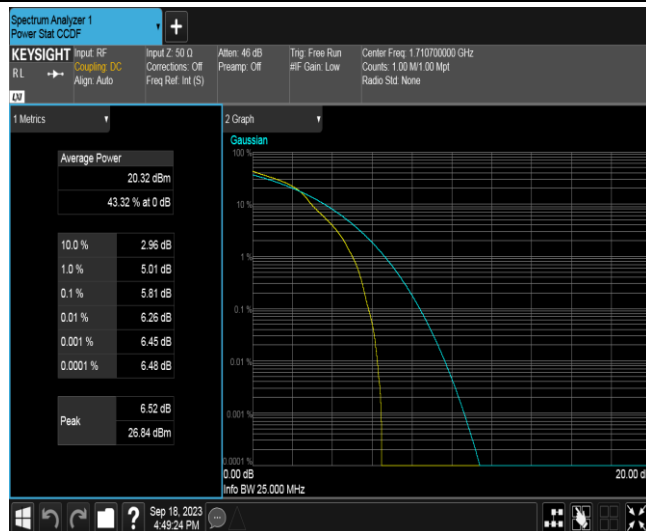 Spectrum Analyzer 1
Power Stat CCDF
+
KEYSIGHT
RL
Input: RF
Coupling: DC
Align: Auto
Input Z: 50 Ω
Corrections: Off
Freq Ref: Int (S)
Atten: 46 dB
Preamp: Off
Trig: Free Run
#IF Gain: Low
Center Freq: 1.710700000 GHz
Counts: 1.00 M/1.00 Mpt
Radio Std: None
LXI
1 Metrics
Average Power
20.32 dBm
43.32 % at 0 dB
10.0 % 2.96 dB
1.0 % 5.01 dB
0.1 % 5.81 dB
0.01 % 6.26 dB
0.001 % 6.45 dB
0.0001 % 6.48 dB
Peak
6.52 dB
26.84 dBm
2 Graph
Gaussian
100 %
10 %
1 %
0.1 %
0.01 %
0.001 %
0.0001 %
0.00 dB
20.00 d
Info BW 25.000 MHz
?
Sep 18, 2023
4:49:24 PM